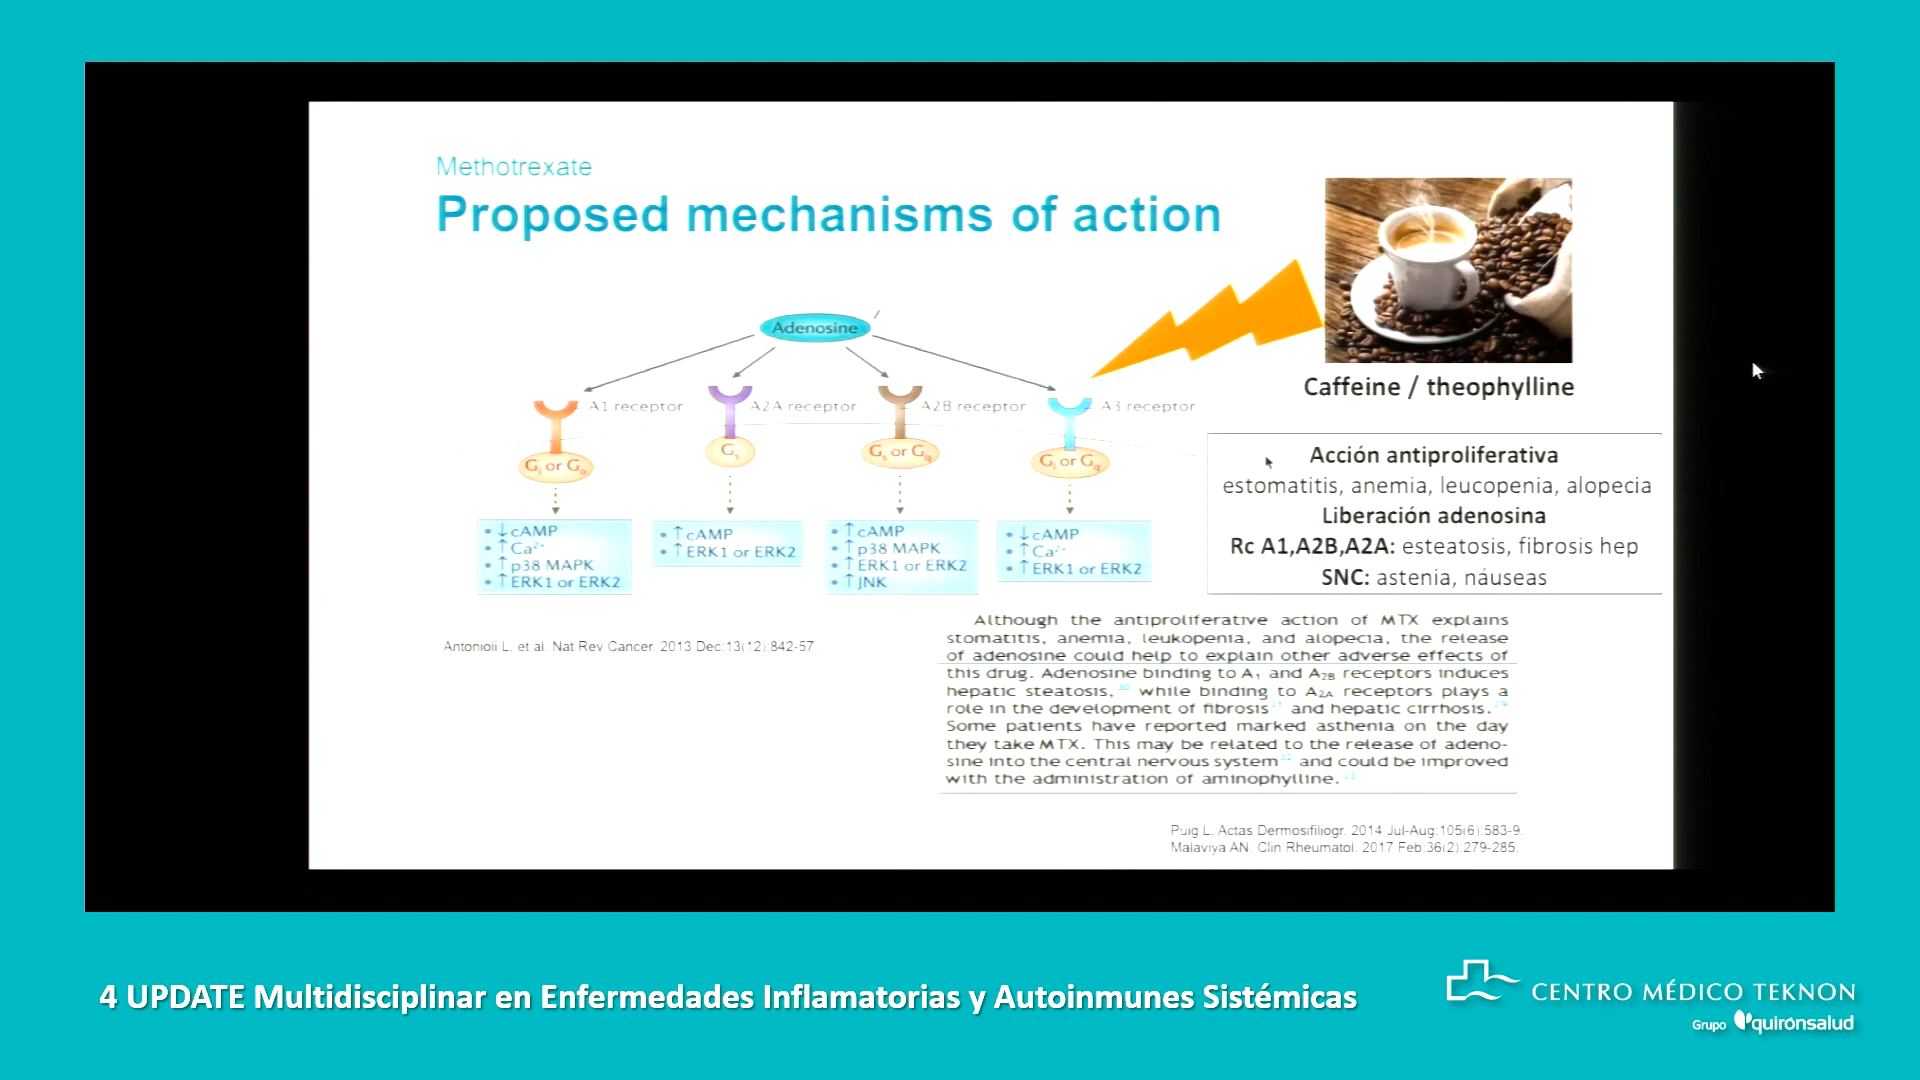 Methotrexate
Proposed mechanisms of action
Adenosine
A1 receptor
A2A receptor
A2B receptor
A3 receptor
Gi or Go
Gs
Gs or Gq
Gi or Gq
• ↓cAMP
• ↑Ca2+
• ↑p38 MAPK
• ↑ERK1 or ERK2
• ↑cAMP
• ↑ERK1 or ERK2
• ↑cAMP
• ↑p38 MAPK
• ↑ERK1 or ERK2
• ↑JNK
• ↓cAMP
• ↑Ca2+
• ↑ERK1 or ERK2
Caffeine / theophylline
Acción antiproliferativa
estomatitis, anemia, leucopenia, alopecia
Liberación adenosina
Rc A1,A2B,A2A: esteatosis, fibrosis hep
SNC: astenia, náuseas
Antonioli L. et al. Nat Rev Cancer. 2013 Dec;13(12):842-57
Although the antiproliferative action of MTX explains
stomatitis, anemia, leukopenia, and alopecia, the release
of adenosine could help to explain other adverse effects of
this drug. Adenosine binding to A1 and A2B receptors induces
hepatic steatosis,30 while binding to A2A receptors plays a
role in the development of fibrosis31 and hepatic cirrhosis.29
Some patients have reported marked asthenia on the day
they take MTX. This may be related to the release of adeno-
sine into the central nervous system32 and could be improved
with the administration of aminophylline.33
Puig L. Actas Dermosifiliogr. 2014 Jul-Aug;105(6):583-9.
Malaviya AN. Clin Rheumatol. 2017 Feb;36(2):279-285.
4 UPDATE Multidisciplinar en Enfermedades Inflamatorias y Autoinmunes Sistémicas
CENTRO MÉDICO TEKNON
Grupo quirónsalud